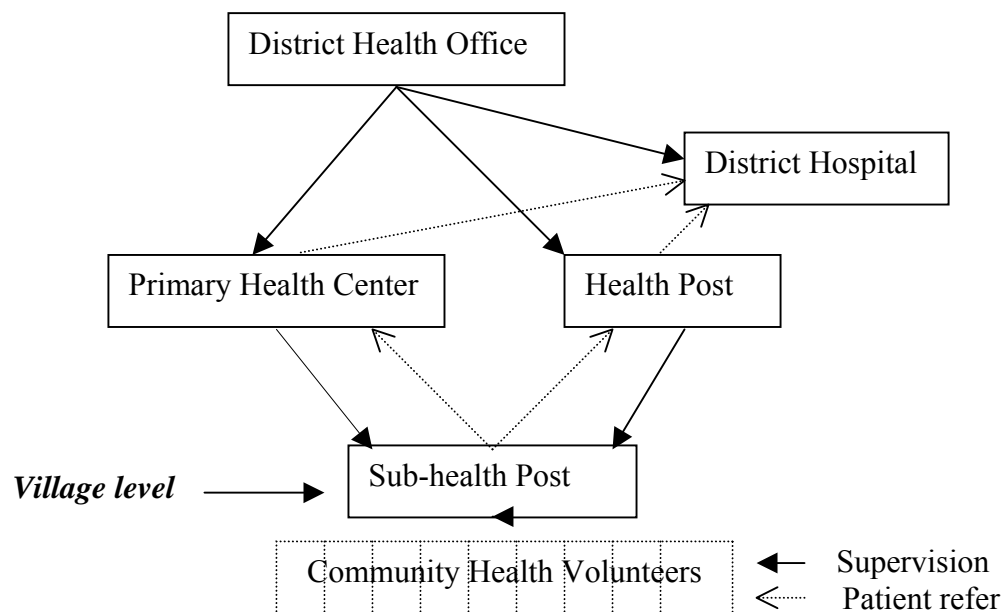 District Health Office
District Hospital
Primary Health Center
Health Post
Sub-health Post
Village level
Community Health Volunteers
Supervision
Patient refer